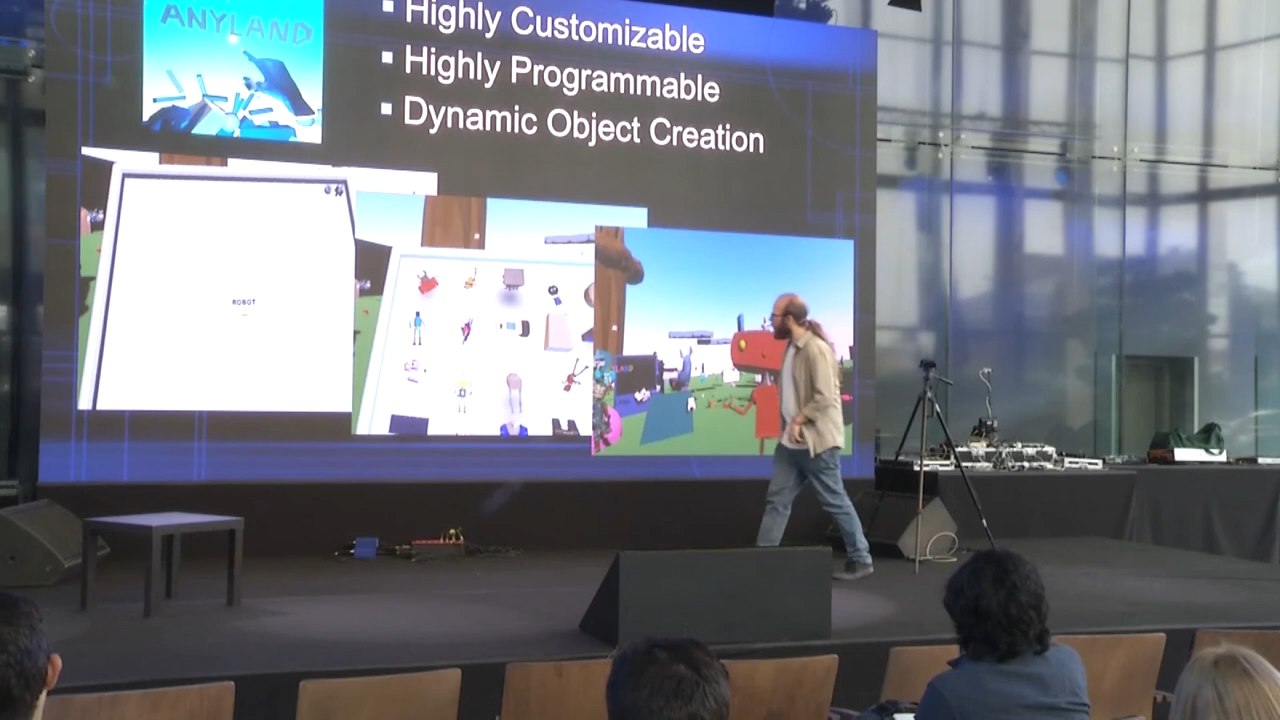 ANYLAND
Highly Customizable
Highly Programmable
Dynamic Object Creation
ROBOT